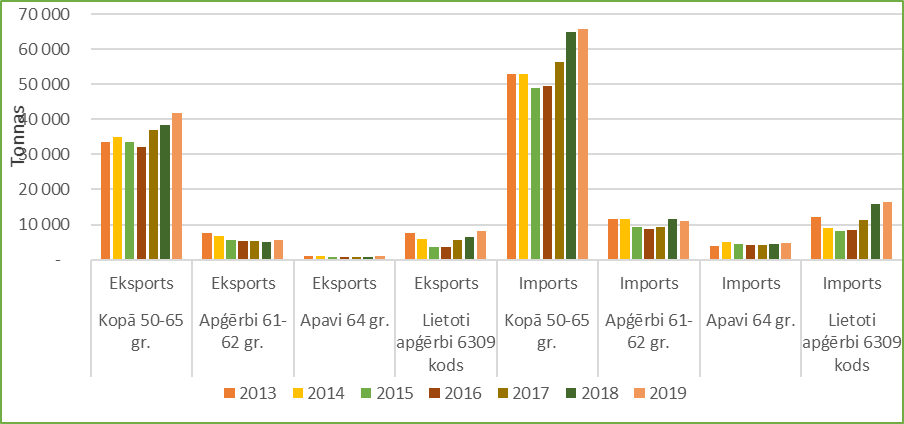 70 000
60 000
50 000
40 000
30 000
20 000
10 000
-
Tonnas
Eksports Eksports Eksports Eksports Imports Imports Imports Imports
Kopā 50-65 Apģērbi 61- Apavi 64 gr. Lietoti Kopā 50-65 Apģērbi 61- Apavi 64 gr. Lietoti
gr. 62 gr. apģērbi 6309 gr. 62 gr. apģērbi 6309
kods kods
2013 2014 2015 2016 2017 2018 2019